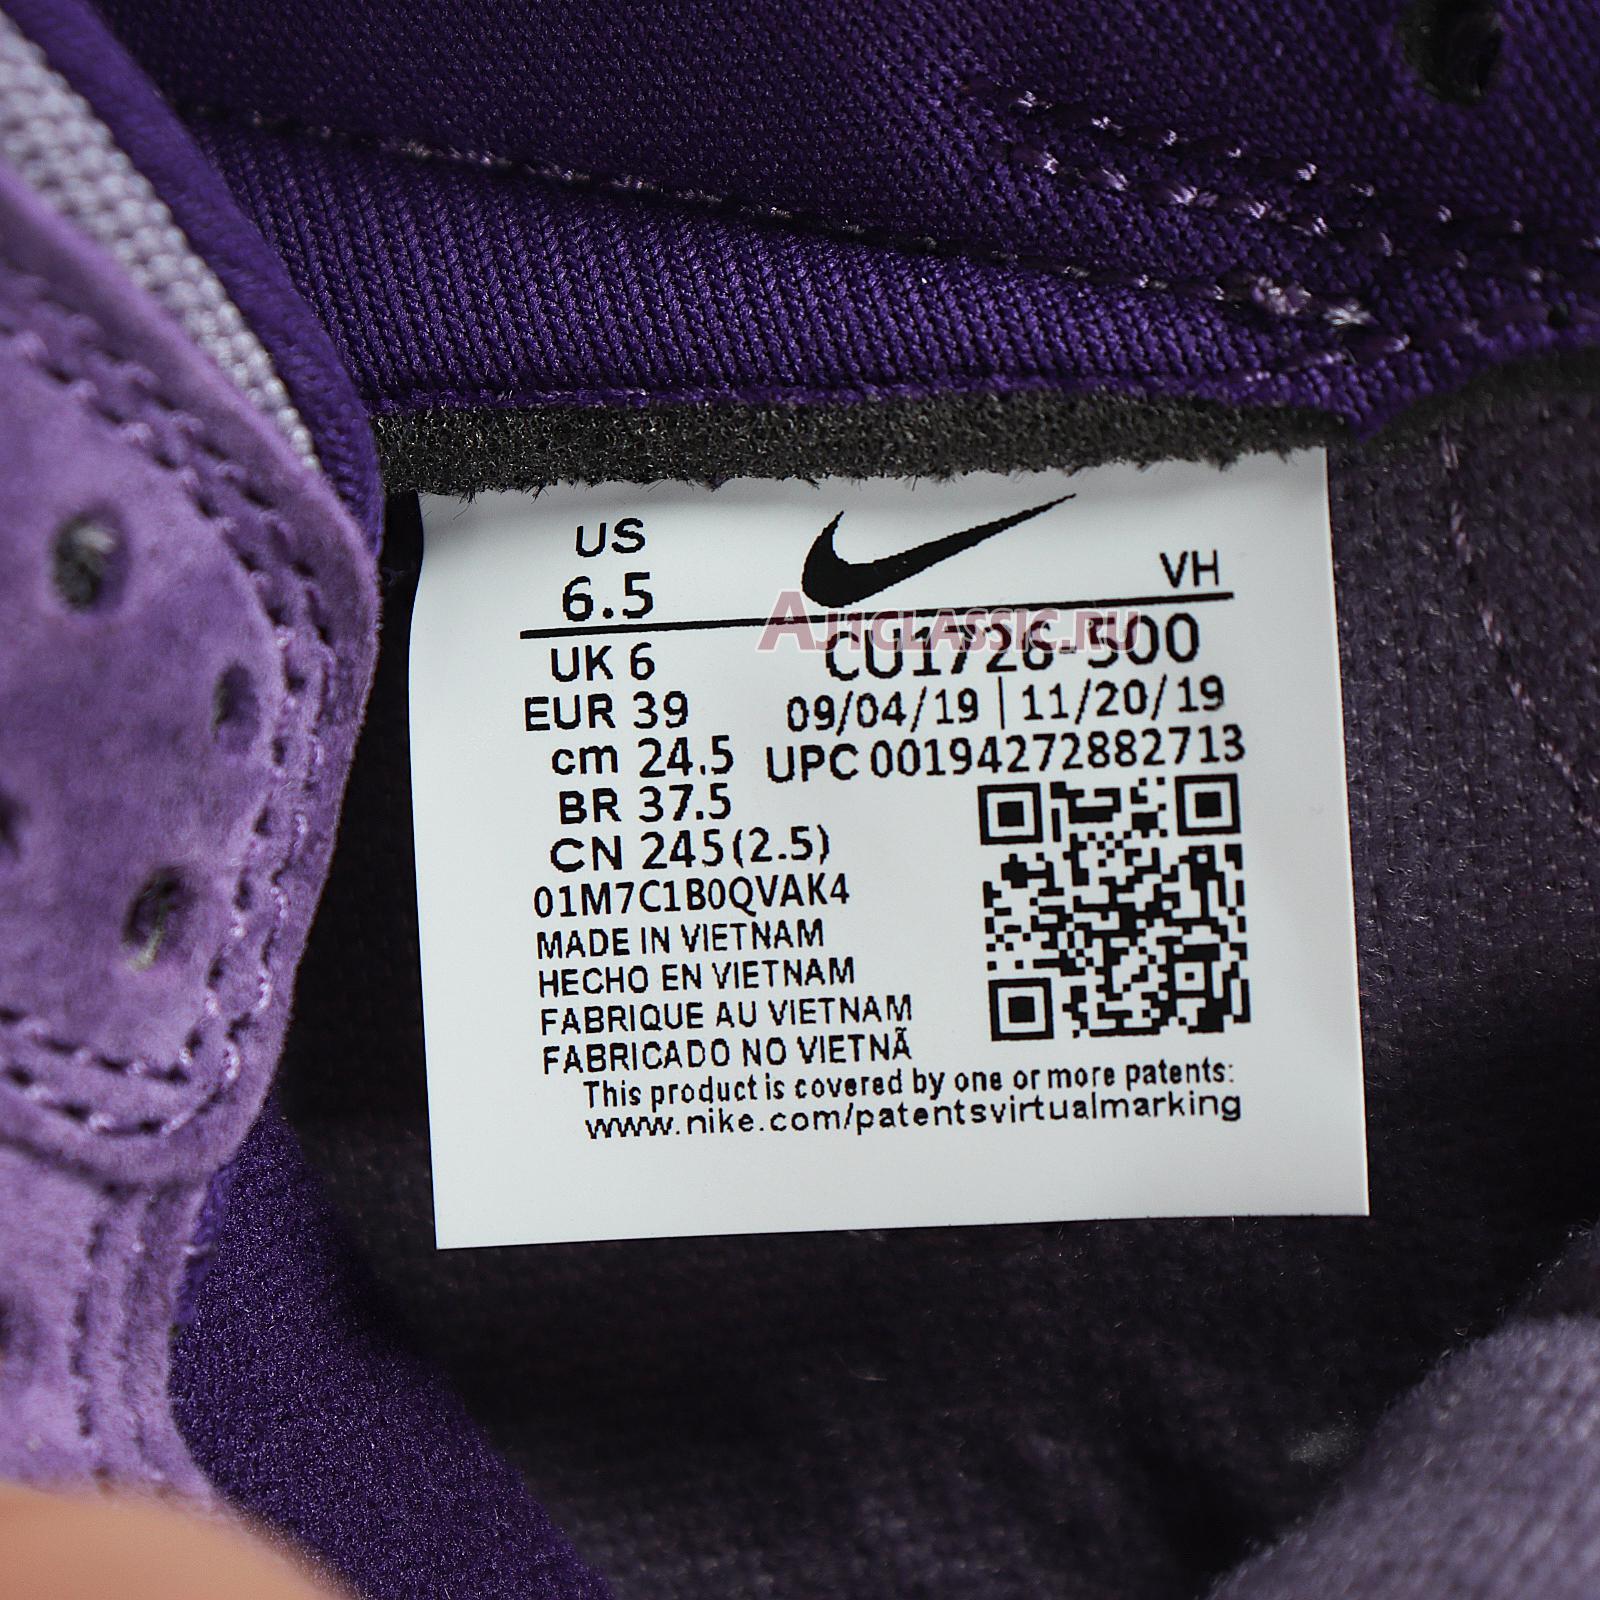 US
6.5
VH
AJ1CLASSIC.RU
UK 6
CU1726-500
EUR 39
09/04/19 | 11/20/19
cm 24.5
UPC 00194272882713
BR 37.5
CN 245(2.5)
01M7C1B0QVAK4
MADE IN VIETNAM
HECHO EN VIETNAM
FABRIQUE AU VIETNAM
FABRICADO NO VIETNÃ
This product is covered by one or more patents:
www.nike.com/patentsvirtualmarking